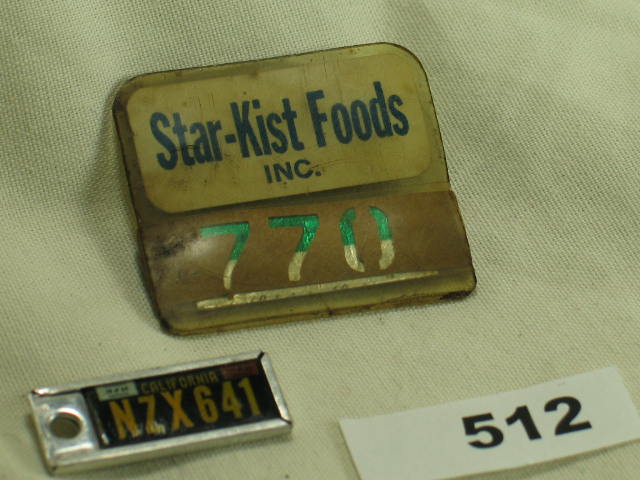 Star-Kist Foods
INC.
770
CALIFORNIA
NZX641
512